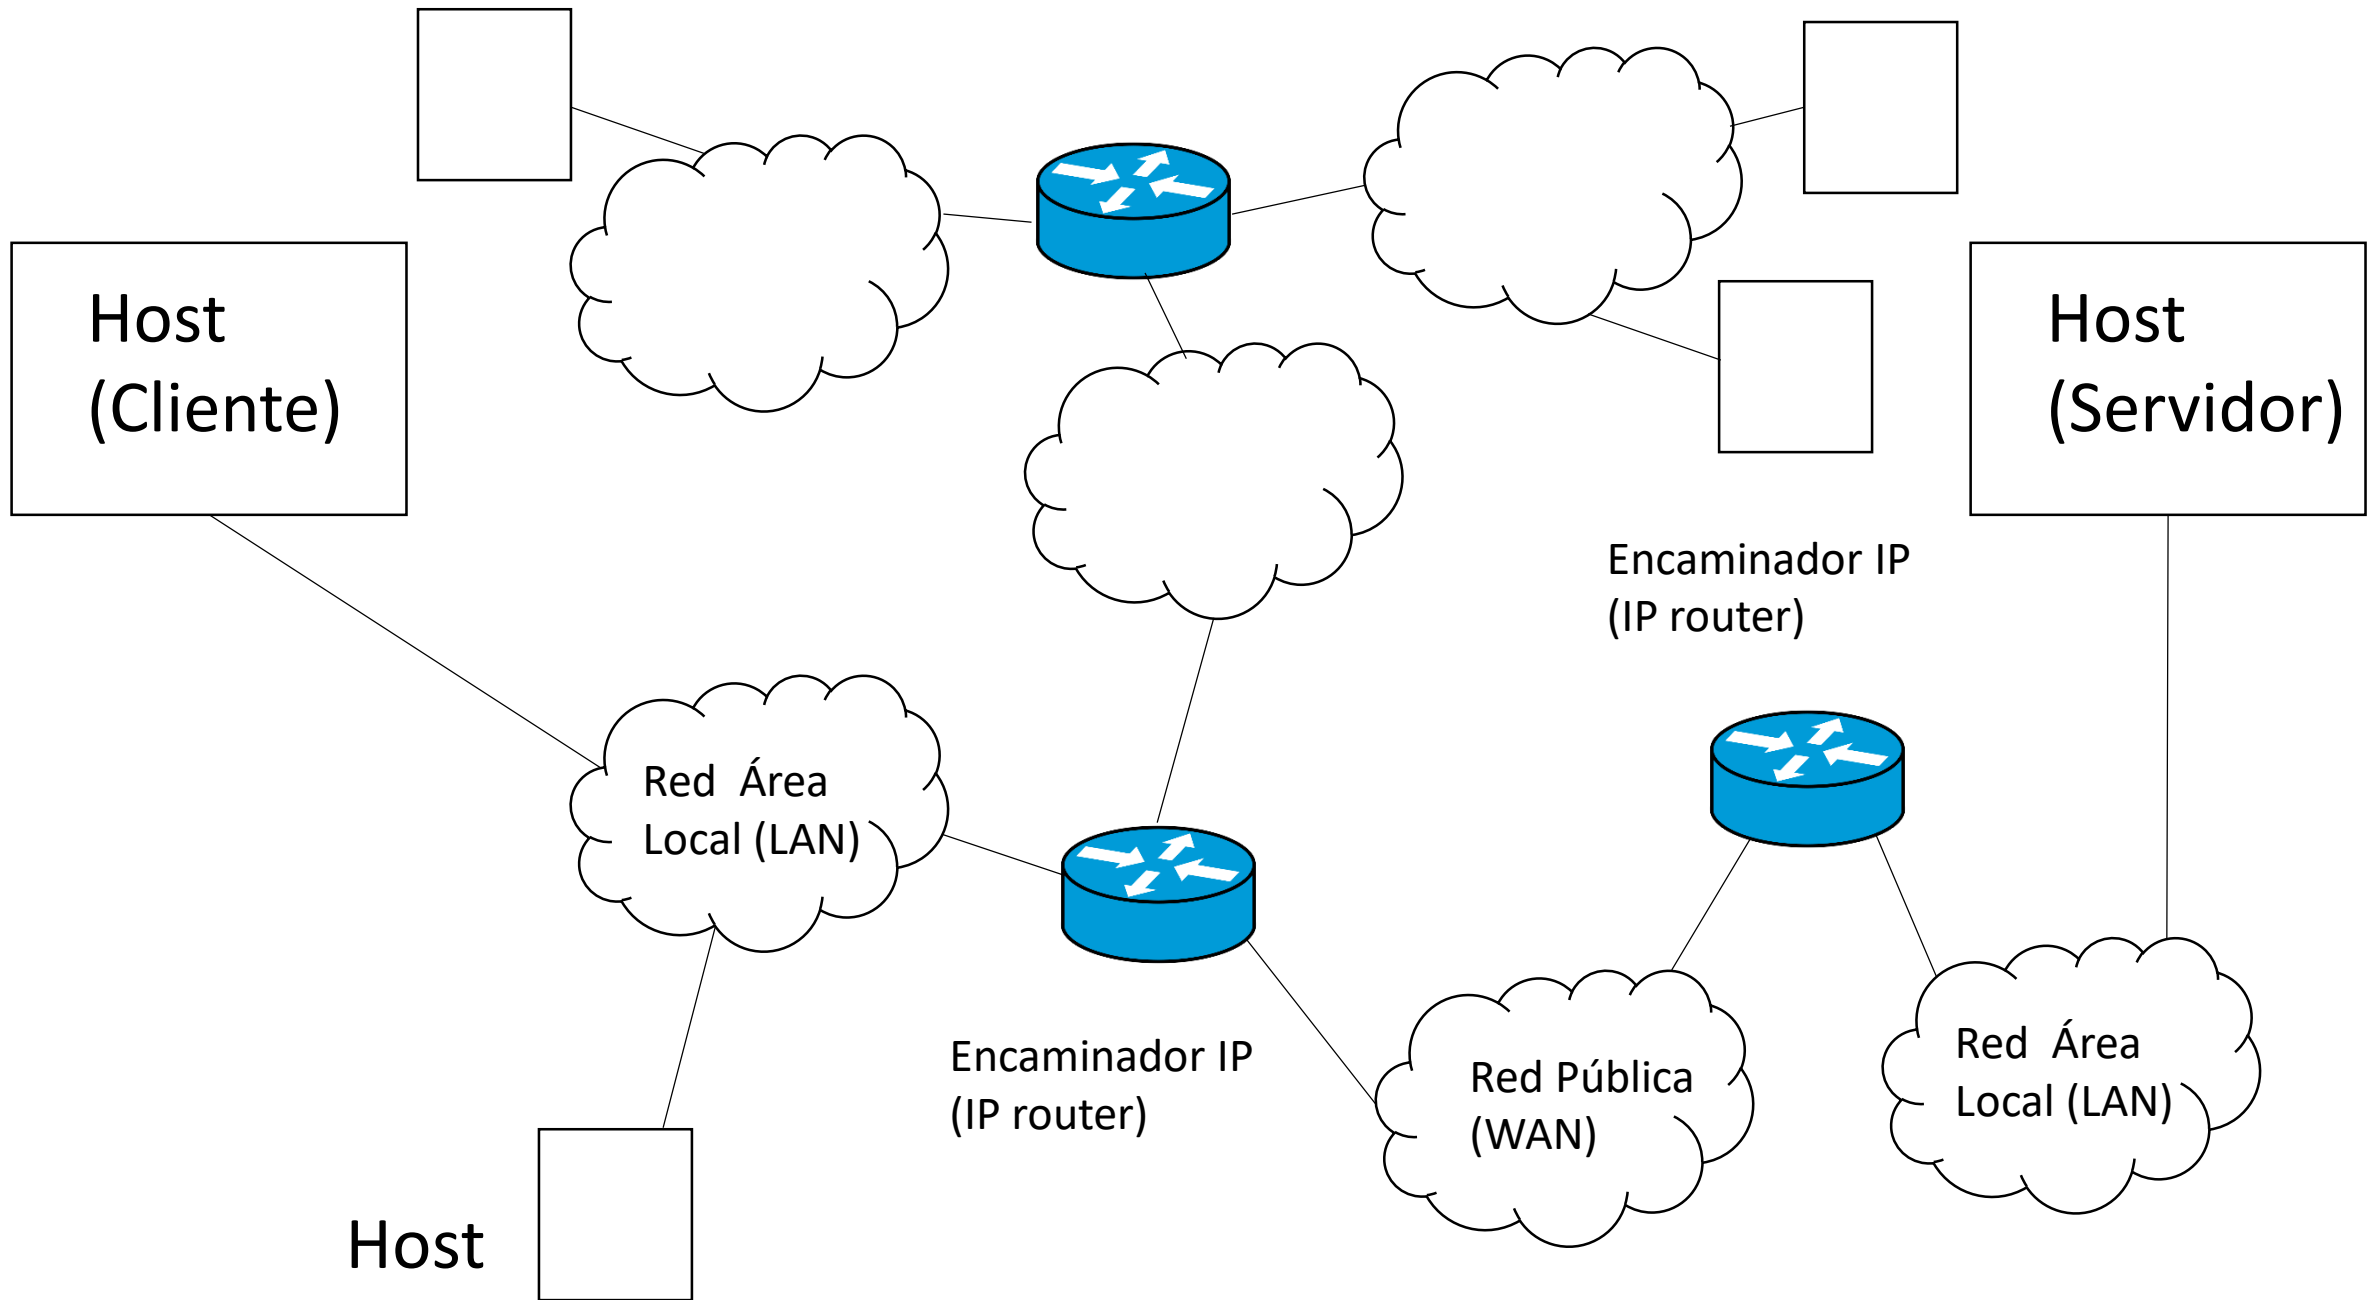 Host
(Cliente)
Host
(Servidor)
Encaminador IP
(IP router)
Red Área
Local (LAN)
Encaminador IP
(IP router)
Red Pública
(WAN)
Red Área
Local (LAN)
Host